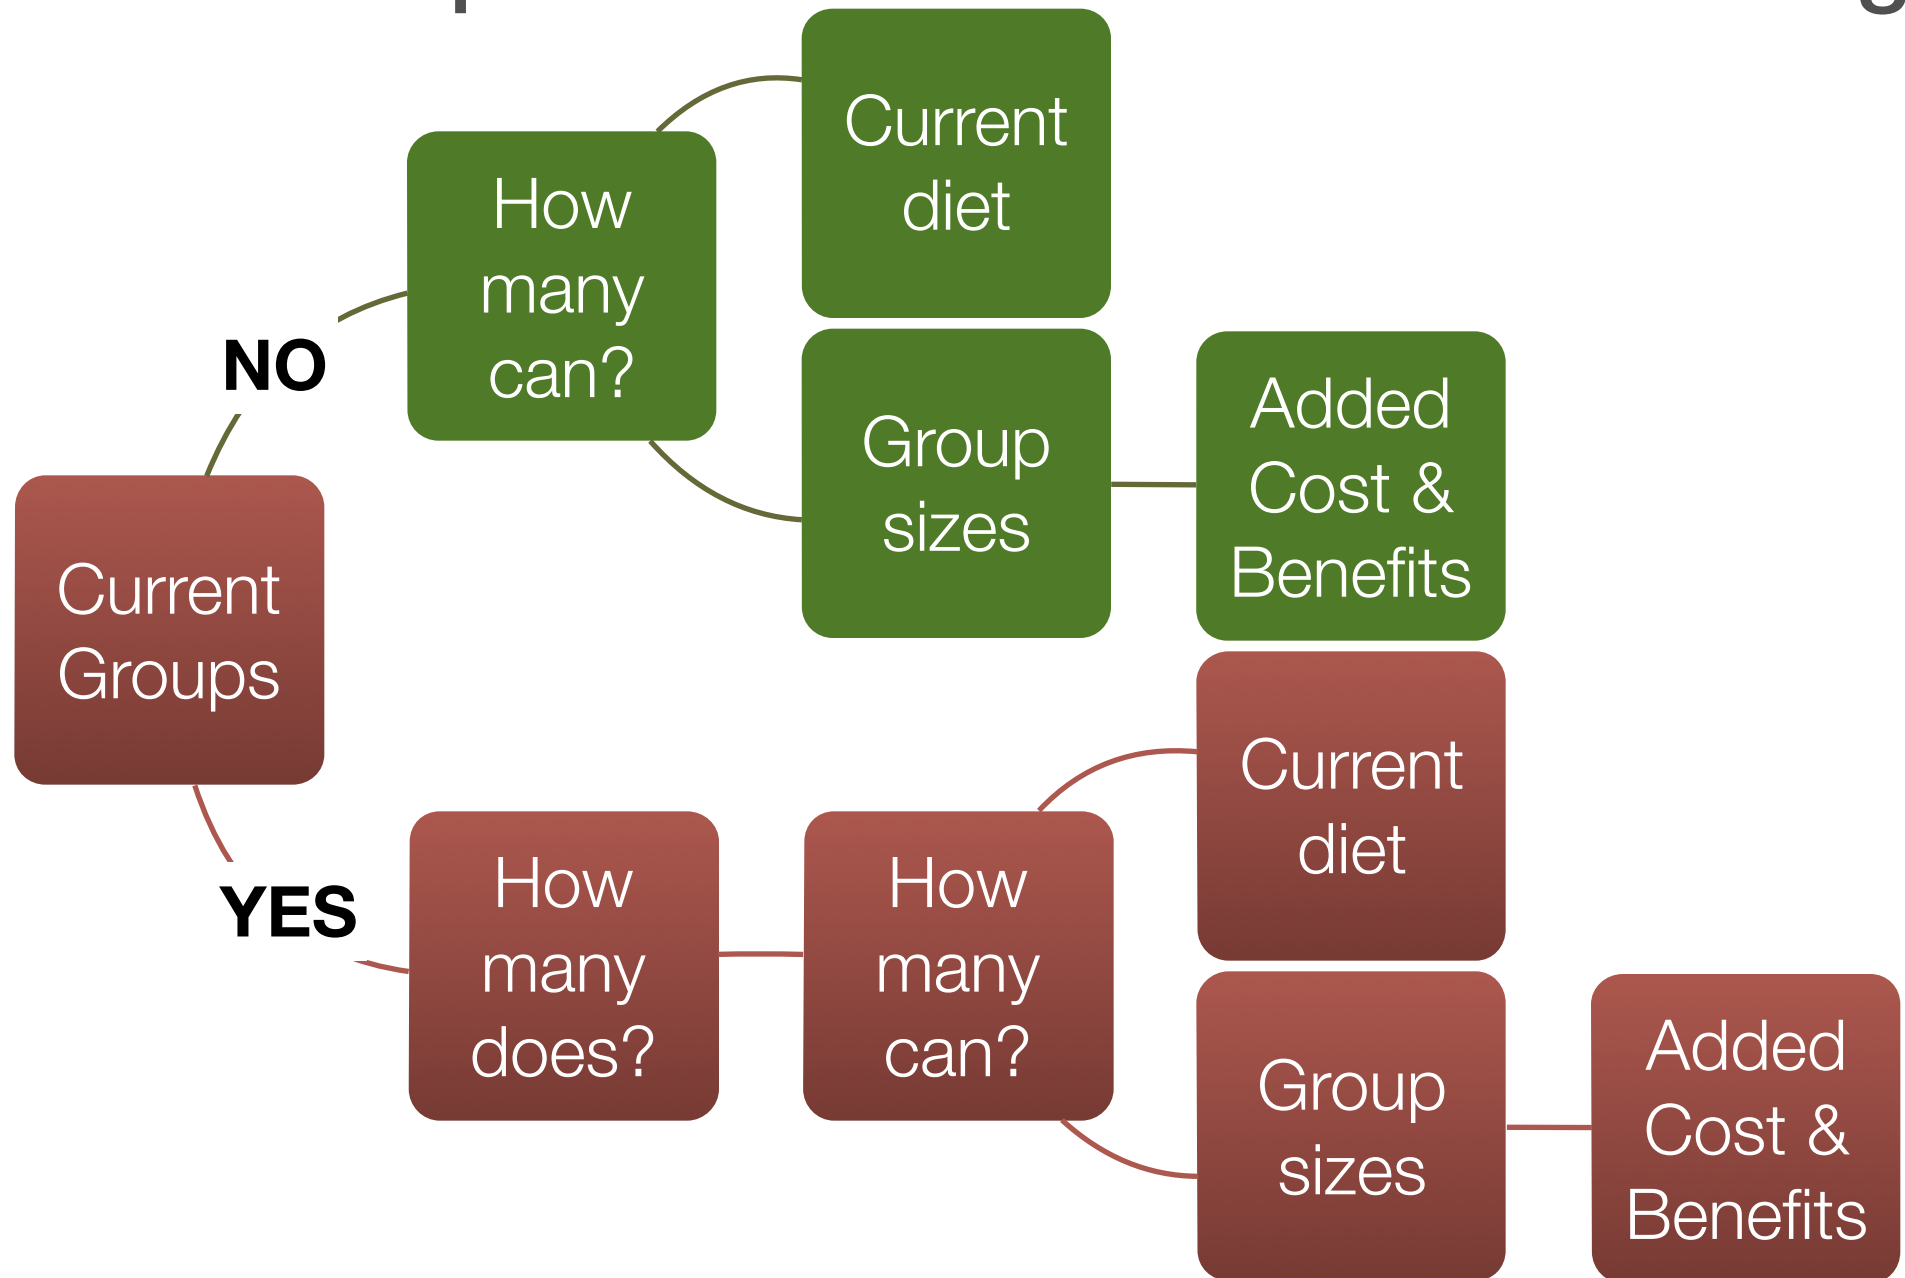 Current
diet
How
many
can?
NO
Group
sizes
Added
Cost &
Benefits
Current
Groups
YES
How
many
does?
How
many
can?
Current
diet
Group
sizes
Added
Cost &
Benefits